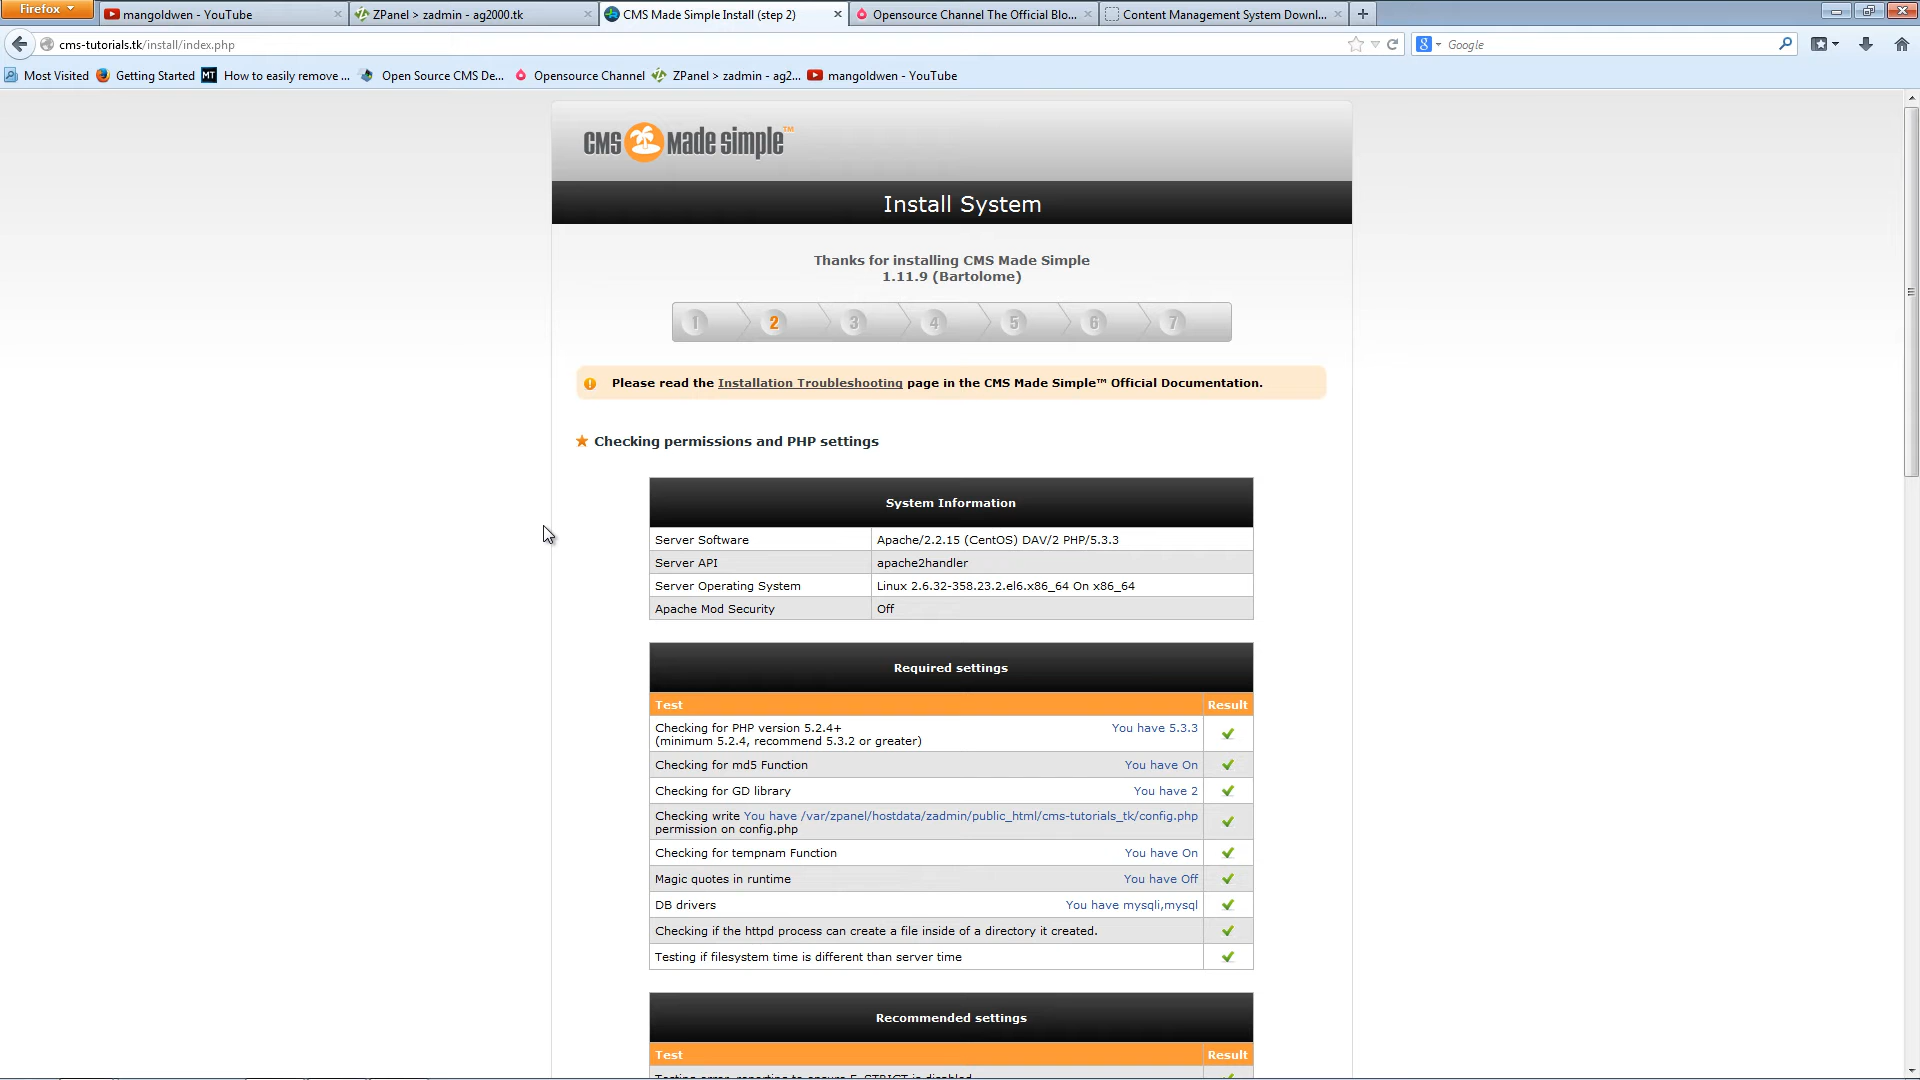 Firefox
mangoldwen - YouTube
ZPanel > zadmin - ag2000.tk
CMS Made Simple Install (step 2)
Opensource Channel The Official Blo...
Content Management System Downl...
cms-tutorials.tk/install/index.php
Google
Most Visited
Getting Started
MT
How to easily remove ...
Open Source CMS De...
Opensource Channel
ZPanel > zadmin - ag2...
mangoldwen - YouTube
CMS Made Simple™
Install System
Thanks for installing CMS Made Simple
1.11.9 (Bartolome)
1 2 3 4 5 6 7
Please read the Installation Troubleshooting page in the CMS Made Simple™ Official Documentation.
Checking permissions and PHP settings
System Information
Server Software Apache/2.2.15 (CentOS) DAV/2 PHP/5.3.3
Server API apache2handler
Server Operating System Linux 2.6.32-358.23.2.el6.x86_64 On x86_64
Apache Mod Security Off
Required settings
Test Result
Checking for PHP version 5.2.4+ You have 5.3.3
(minimum 5.2.4, recommend 5.3.2 or greater)
Checking for md5 Function You have On
Checking for GD library You have 2
Checking write You have /var/zpanel/hostdata/zadmin/public_html/cms-tutorials_tk/config.php
permission on config.php
Checking for tempnam Function You have On
Magic quotes in runtime You have Off
DB drivers You have mysqli,mysql
Checking if the httpd process can create a file inside of a directory it created.
Testing if filesystem time is different than server time
Recommended settings
Test Result
Testing error_reporting to ensure E_STRICT is disabled